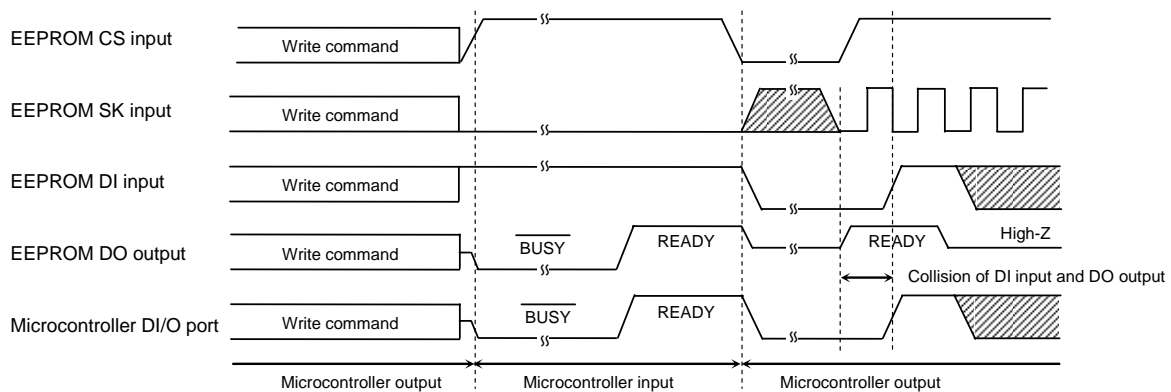 EEPROM CS input
Write command
EEPROM SK input
Write command
EEPROM DI input
Write command
EEPROM DO output
Write command
BUSY
READY
READY
High-Z
Collision of DI input and DO output
Microcontroller DI/O port
Write command
BUSY
READY
Microcontroller output
Microcontroller input
Microcontroller output